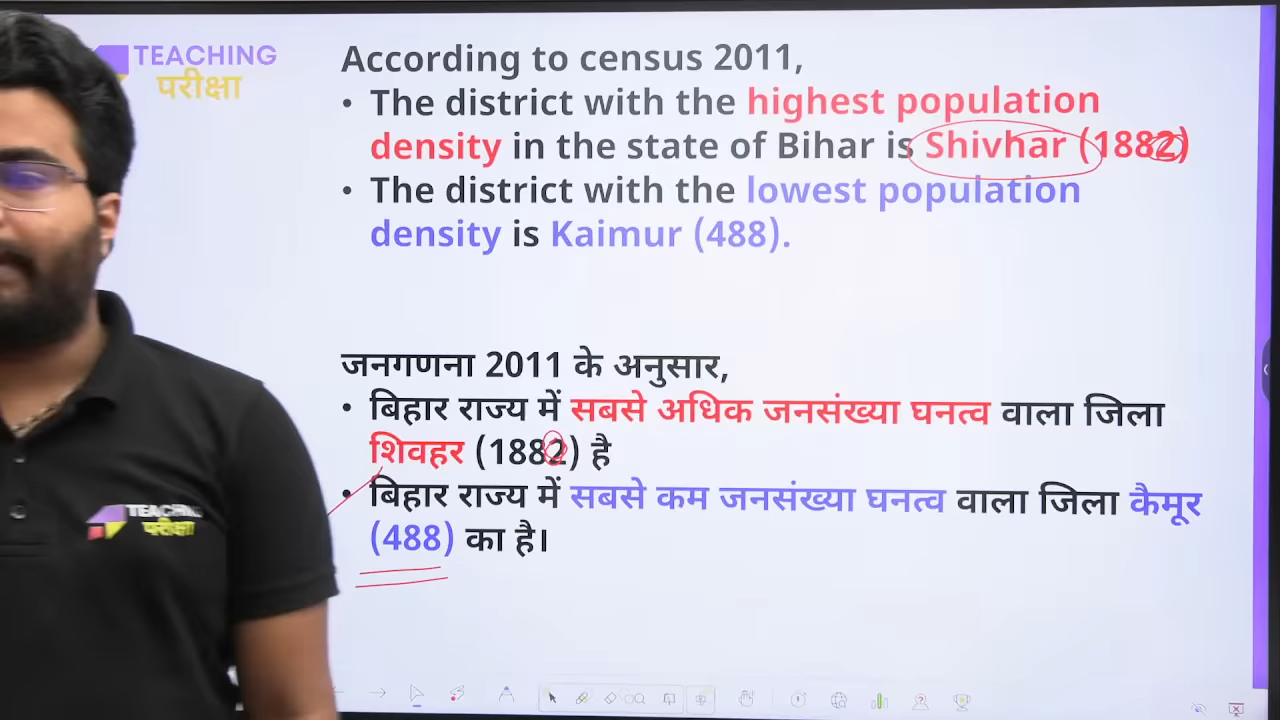 TEACHING
परीक्षा
According to census 2011,
• The district with the highest population
density in the state of Bihar is Shivhar (1882)
• The district with the lowest population
density is Kaimur (488).
जनगणना 2011 के अनुसार,
• बिहार राज्य में सबसे अधिक जनसंख्या घनत्व वाला जिला
शिवहर (1882) है
• बिहार राज्य में सबसे कम जनसंख्या घनत्व वाला जिला कैमूर
(488) का है।
TEACHING
परीक्षा